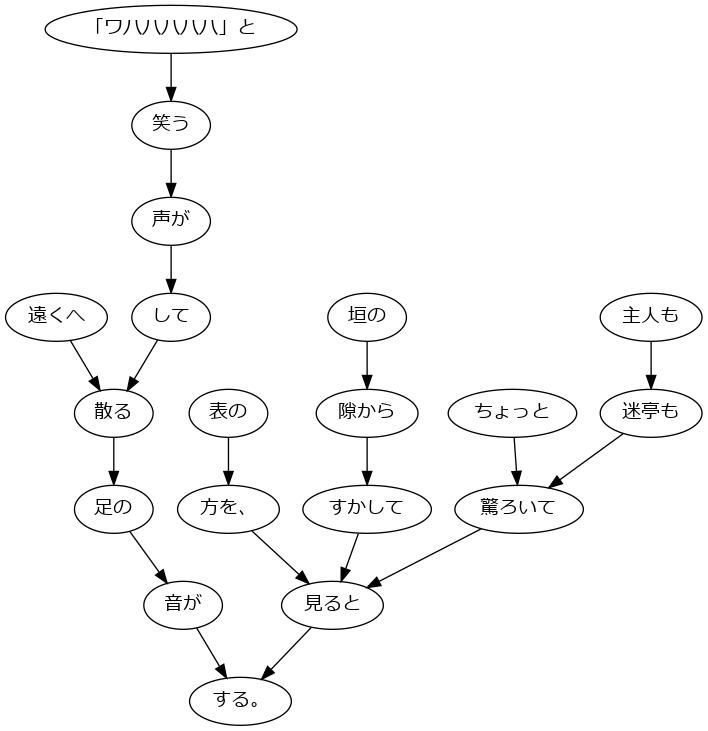 「ワハハハハハハ」と
笑う
声が
遠くへ
して
垣の
主人も
散る
表の
隙から
ちょっと
迷亭も
足の
方を、
すかして
驚ろいて
音が
見ると
する。